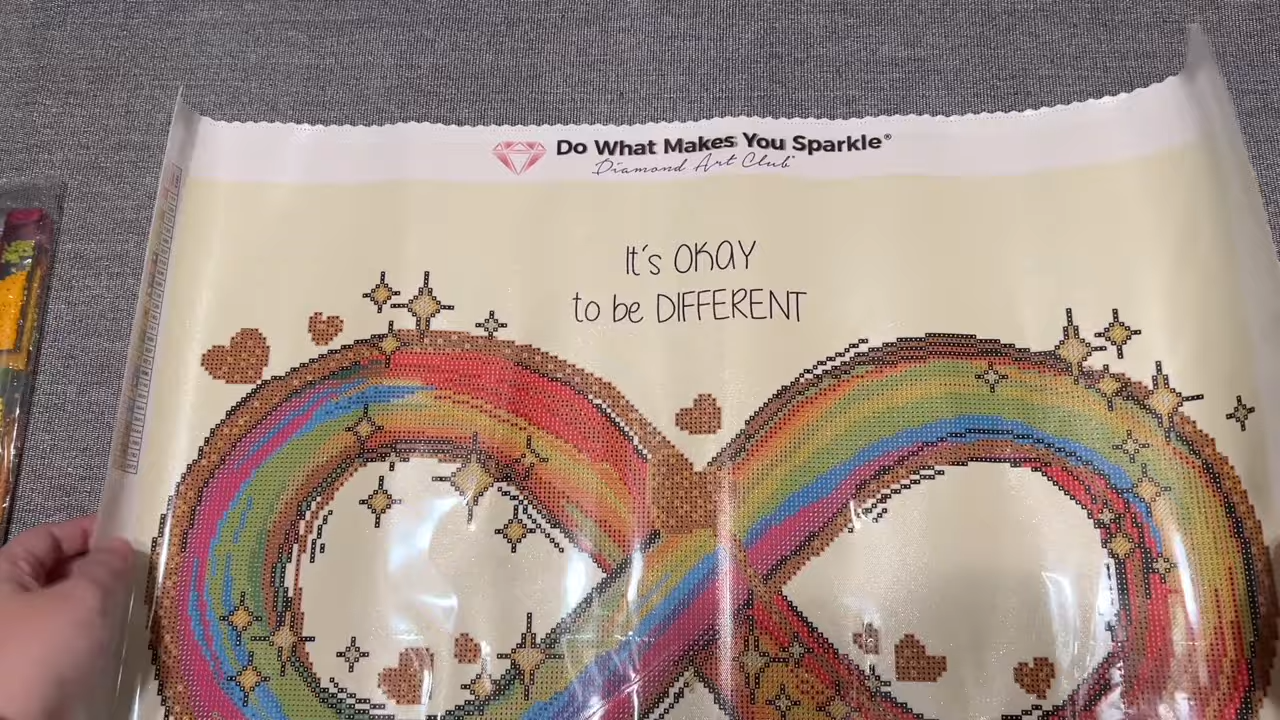 Do What Makes You Sparkle®
Diamond Art Club®
It's OKAY
to be DIFFERENT